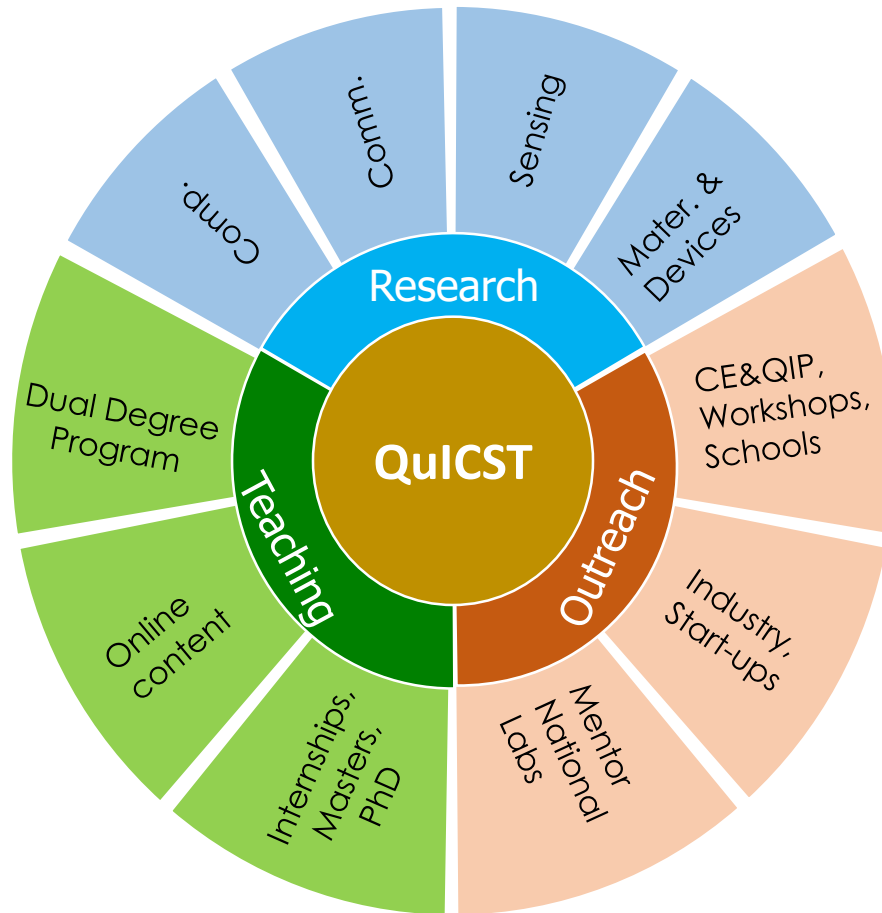 QuICST
Research
Comp.
Comm.
Sensing
Mater. &
Devices
Outreach
CE&QIP,
Workshops,
Schools
Industry,
Start-ups
Mentor
National
Labs
Teaching
Internships,
Masters,
PhD
Online
content
Dual Degree
Program